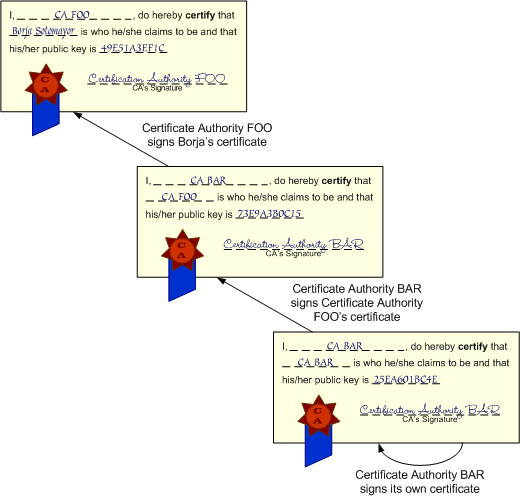 I, CA FOO, do hereby certify that
Borja Sotomayor is who he/she claims to be and that
his/her public key is 49E51A3EF1C
CA
Certification Authority FOO
CA's Signature
Certificate Authority FOO
signs Borja's certificate
I, CA BAR, do hereby certify that
CA FOO is who he/she claims to be and that
his/her public key is 73E9A3B0C15
CA
Certification Authority BAR
CA's Signature
Certificate Authority BAR
signs Certificate Authority
FOO's certificate
I, CA BAR, do hereby certify that
CA BAR is who he/she claims to be and that
his/her public key is 25EA601BC4E
CA
Certification Authority BAR
CA's Signature
Certificate Authority BAR
signs its own certificate